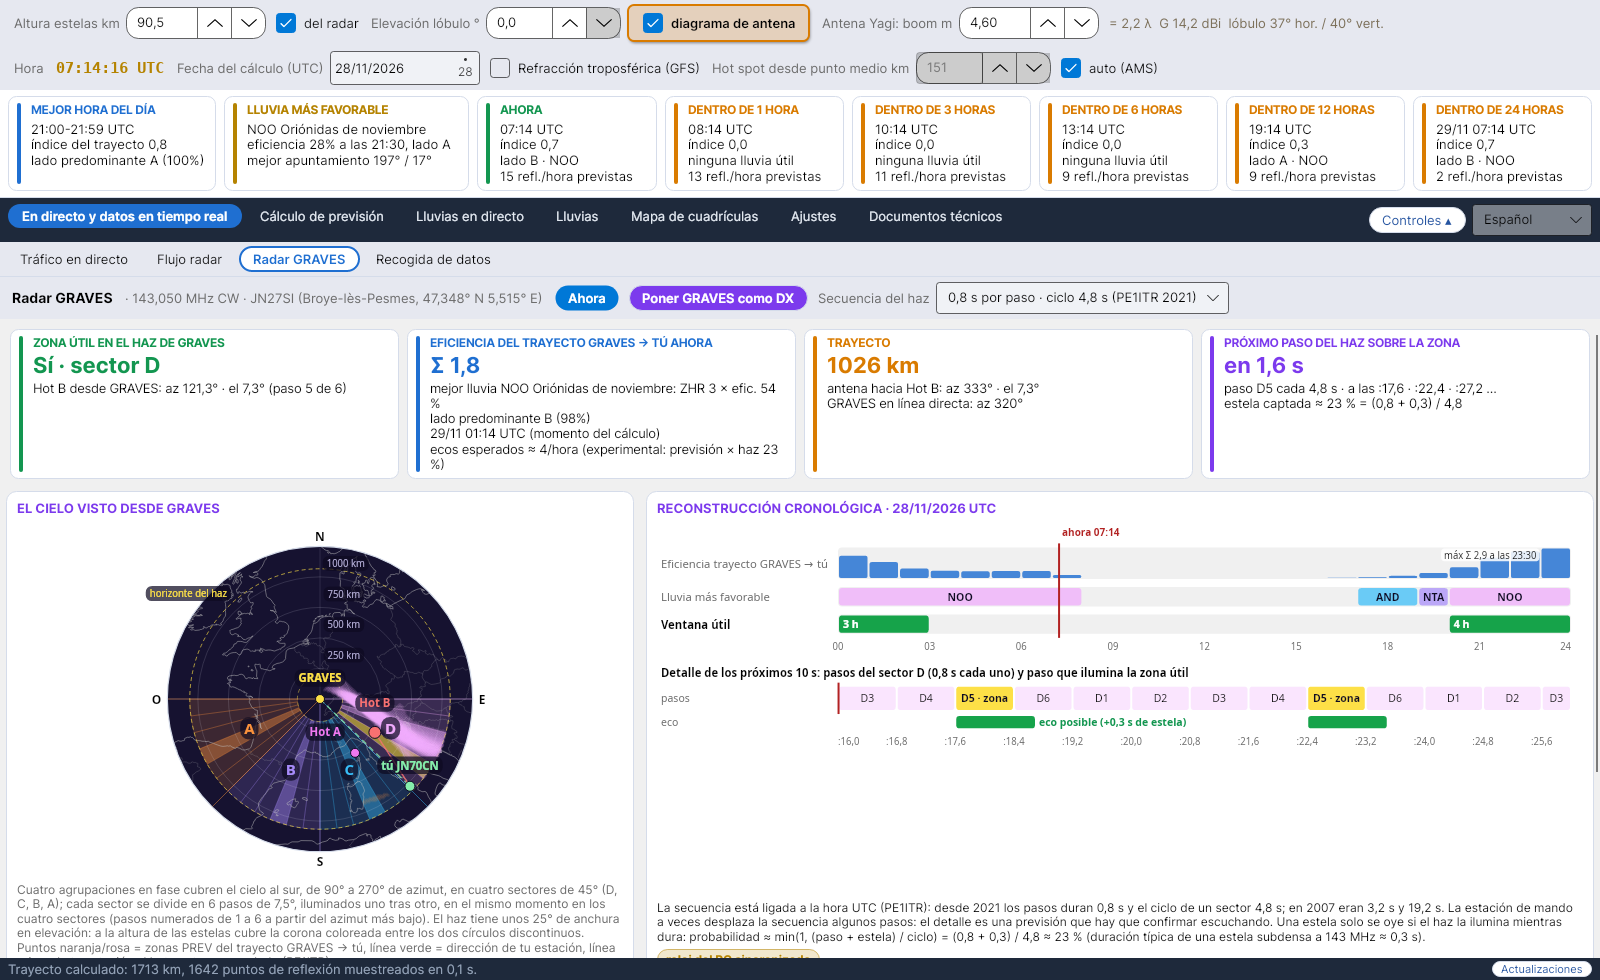 Altura estelas km 90,5 del radar Elevación lóbulo ° 0,0 diagrama de antena Antena Yagi: boom m 4,60 = 2,2 λ G 14,2 dBi lóbulo 37° hor. / 40° vert.
Hora 07:14:16 UTC Fecha del cálculo (UTC) 28/11/2026 28 Refracción troposférica (GFS) Hot spot desde punto medio km 151 auto (AMS)
MEJOR HORA DEL DÍA
21:00-21:59 UTC
índice del trayecto 0,8
lado predominante A (100%)
LLUVIA MÁS FAVORABLE
NOO Oriónidas de noviembre
eficiencia 28% a las 21:30, lado A
mejor apuntamiento 197° / 17°
AHORA
07:14 UTC
índice 0,7
lado B · NOO
15 refl./hora previstas
DENTRO DE 1 HORA
08:14 UTC
índice 0,0
ninguna lluvia útil
13 refl./hora previstas
DENTRO DE 3 HORAS
10:14 UTC
índice 0,0
ninguna lluvia útil
11 refl./hora previstas
DENTRO DE 6 HORAS
13:14 UTC
índice 0,0
ninguna lluvia útil
9 refl./hora previstas
DENTRO DE 12 HORAS
19:14 UTC
índice 0,3
lado A · NOO
9 refl./hora previstas
DENTRO DE 24 HORAS
29/11 07:14 UTC
índice 0,7
lado B · NOO
2 refl./hora previstas
En directo y datos en tiempo real Cálculo de previsión Lluvias en directo Lluvias Mapa de cuadrículas Ajustes Documentos técnicos Controles ▴ Español
Tráfico en directo Flujo radar Radar GRAVES Recogida de datos
Radar GRAVES · 143,050 MHz CW · JN27SI (Broye-lès-Pesmes, 47,348° N 5,515° E) Ahora Poner GRAVES como DX Secuencia del haz 0,8 s por paso · ciclo 4,8 s (PE1ITR 2021)
ZONA ÚTIL EN EL HAZ DE GRAVES
Sí · sector D
Hot B desde GRAVES: az 121,3° · el 7,3° (paso 5 de 6)
EFICIENCIA DEL TRAYECTO GRAVES → TÚ AHORA
Σ 1,8
mejor lluvia NOO Oriónidas de noviembre: ZHR 3 × efic. 54
%
lado predominante B (98%)
29/11 01:14 UTC (momento del cálculo)
ecos esperados ≈ 4/hora (experimental: previsión × haz 23
%)
TRAYECTO
1026 km
antena hacia Hot B: az 333° · el 7,3°
GRAVES en línea directa: az 320°
PRÓXIMO PASO DEL HAZ SOBRE LA ZONA
en 1,6 s
paso D5 cada 4,8 s · a las :17,6 · :22,4 · :27,2 ...
estela captada ≈ 23 % = (0,8 + 0,3) / 4,8
EL CIELO VISTO DESDE GRAVES
N
1000 km
horizonte del haz
750 km
500 km
250 km
GRAVES
O
E
Hot B
A
Hot A
D
B
C
tú JN70CN
S
Cuatro agrupaciones en fase cubren el cielo al sur, de 90° a 270° de azimut, en cuatro sectores de 45° (D,
C, B, A); cada sector se divide en 6 pasos de 7,5°, iluminados uno tras otro, en el mismo momento en los
cuatro sectores (pasos numerados de 1 a 6 a partir del azimut más bajo). El haz tiene unos 25° de anchura
en elevación: a la altura de las estelas cubre la corona coloreada entre los dos círculos discontinuos.
Puntos naranja/rosa = zonas PREV del trayecto GRAVES → tú, línea verde = dirección de tu estación, línea
RECONSTRUCCIÓN CRONOLÓGICA · 28/11/2026 UTC
ahora 07:14
Eficiencia trayecto GRAVES → tú máx Σ 2,9 a las 23:30
Lluvia más favorable NOO AND NTA NOO
Ventana útil 3 h 4 h
00 03 06 09 12 15 18 21 24
Detalle de los próximos 10 s: pasos del sector D (0,8 s cada uno) y paso que ilumina la zona útil
pasos D3 D4 D5 · zona D6 D1 D2 D3 D4 D5 · zona D6 D1 D2 D3
eco eco posible (+0,3 s de estela)
:16,0 :16,8 :17,6 :18,4 :19,2 :20,0 :20,8 :21,6 :22,4 :23,2 :24,0 :24,8 :25,6
La secuencia está ligada a la hora UTC (PE1ITR): desde 2021 los pasos duran 0,8 s y el ciclo de un sector 4,8 s; en 2007 eran 3,2 y 19,2 s. La estación de mando
a veces desplaza la secuencia algunos pasos: el detalle es una previsión que hay que confirmar escuchando. Una estela solo se oye si el haz la ilumina mientras
dura: probabilidad ≈ min(1, (paso + estela) / ciclo) = (0,8 + 0,3) / 4,8 ≈ 23 % (duración típica de una estela subdensa a 143 MHz ≈ 0,3 s).
Trayecto calculado: 1713 km, 1642 puntos de reflexión muestreados en 0,1 s.
Actualizaciones